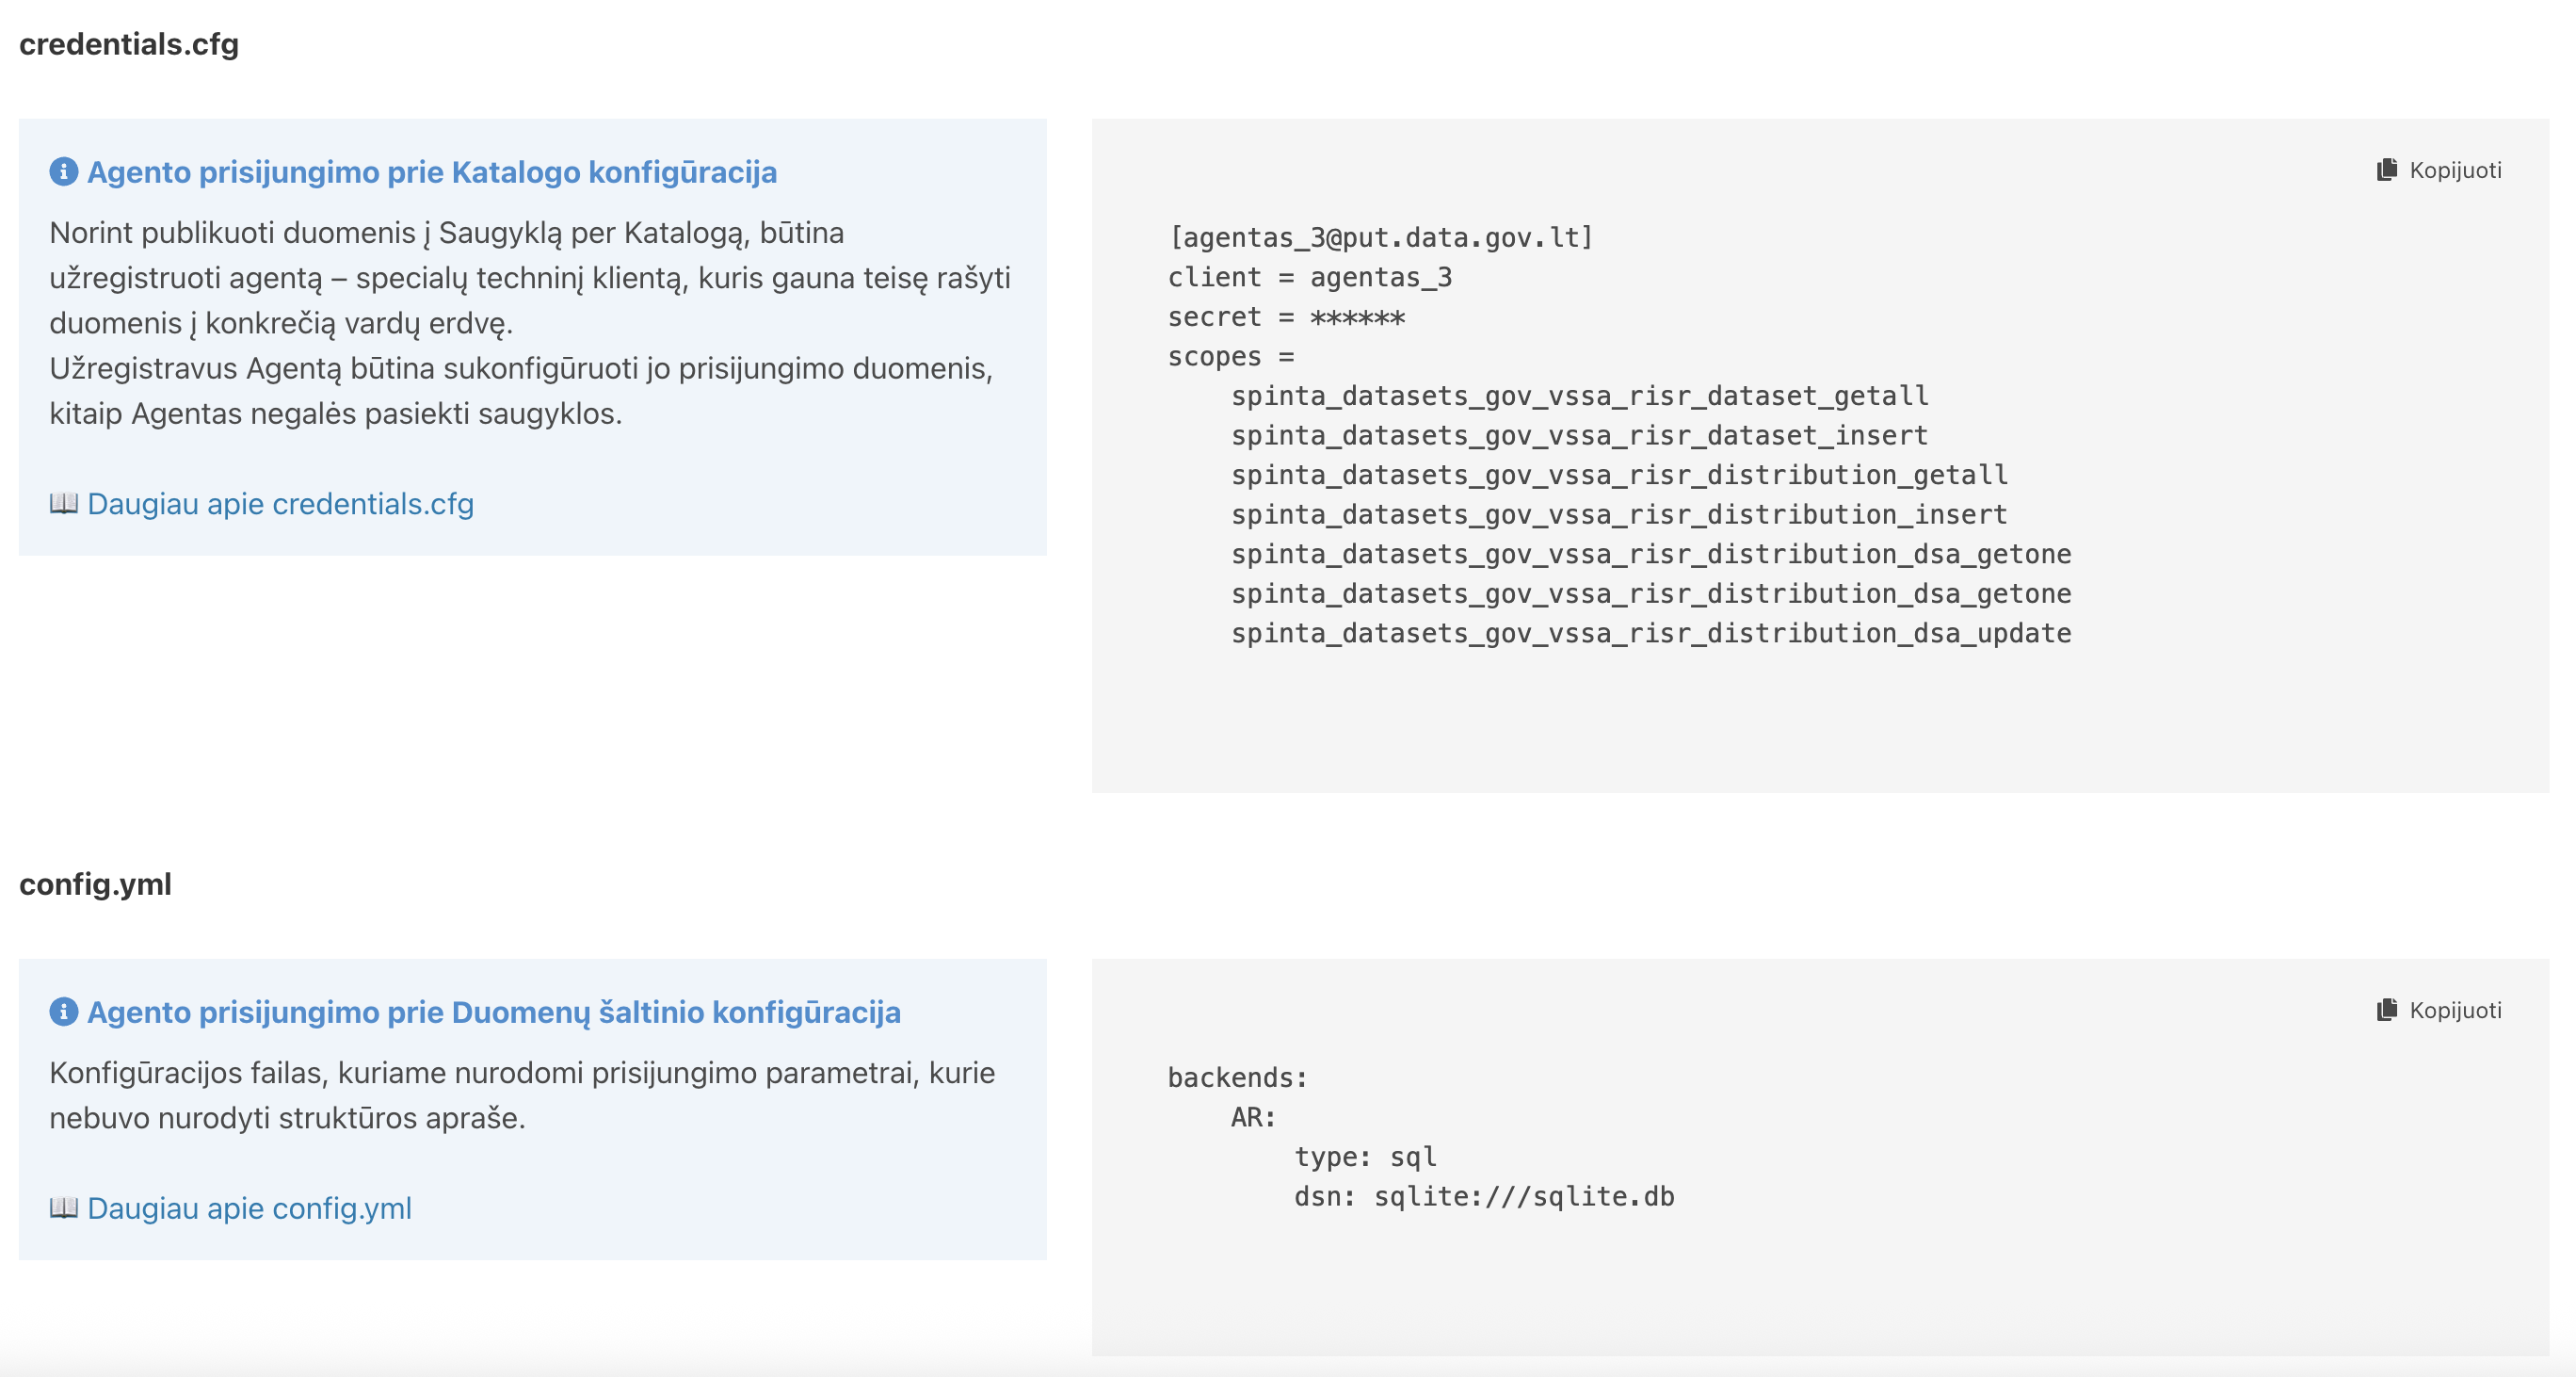 credentials.cfg
Agento prisijungimo prie Katalogo konfigūracija
Norint publikuoti duomenis į Saugyklą per Katalogą, būtina
užregistruoti agentą – specialų techninį klientą, kuris gauna teisę rašyti
duomenis į konkrečią vardų erdvę.
Užregistravus Agentą būtina sukonfigūruoti jo prisijungimo duomenis,
kitaip Agentas negalės pasiekti saugyklos.
Daugiau apie credentials.cfg
Kopijuoti
[agentas_3@put.data.gov.lt]
client = agentas_3
secret = ******
scopes =
    spinta_datasets_gov_vssa_risr_dataset_getall
    spinta_datasets_gov_vssa_risr_dataset_insert
    spinta_datasets_gov_vssa_risr_distribution_getall
    spinta_datasets_gov_vssa_risr_distribution_insert
    spinta_datasets_gov_vssa_risr_distribution_dsa_getone
    spinta_datasets_gov_vssa_risr_distribution_dsa_getone
    spinta_datasets_gov_vssa_risr_distribution_dsa_update
config.yml
Agento prisijungimo prie Duomenų šaltinio konfigūracija
Konfigūracijos failas, kuriame nurodomi prisijungimo parametrai, kurie
nebuvo nurodyti struktūros apraše.
Daugiau apie config.yml
Kopijuoti
backends:
    AR:
        type: sql
        dsn: sqlite:///sqlite.db